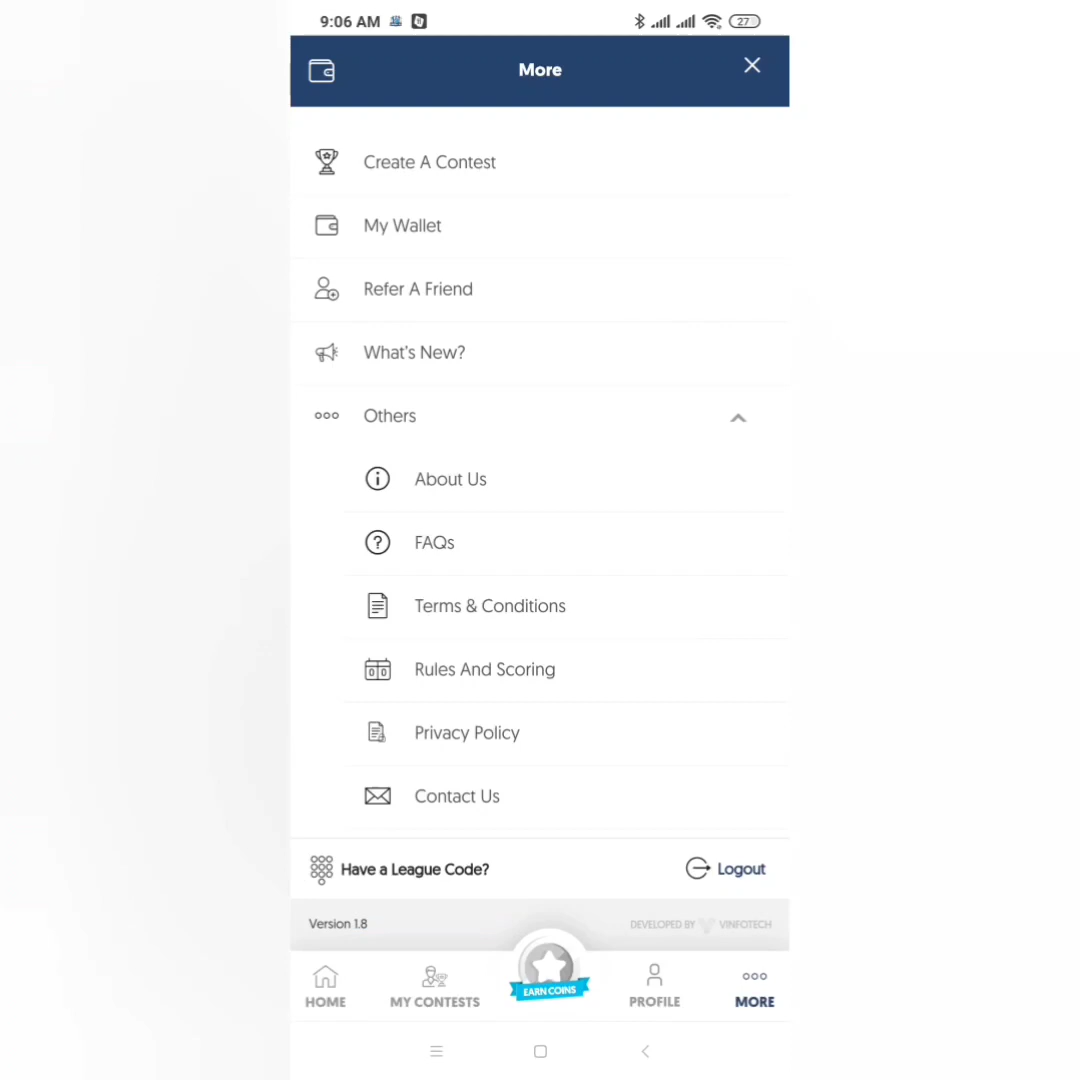 9:06 AM
27
More
Create A Contest
My Wallet
Refer A Friend
What's New?
Others
About Us
FAQs
Terms & Conditions
Rules And Scoring
Privacy Policy
Contact Us
Have a League Code?
Logout
Version 1.8
DEVELOPED BY VINFOTECH
EARN COINS
HOME
MY CONTESTS
PROFILE
MORE